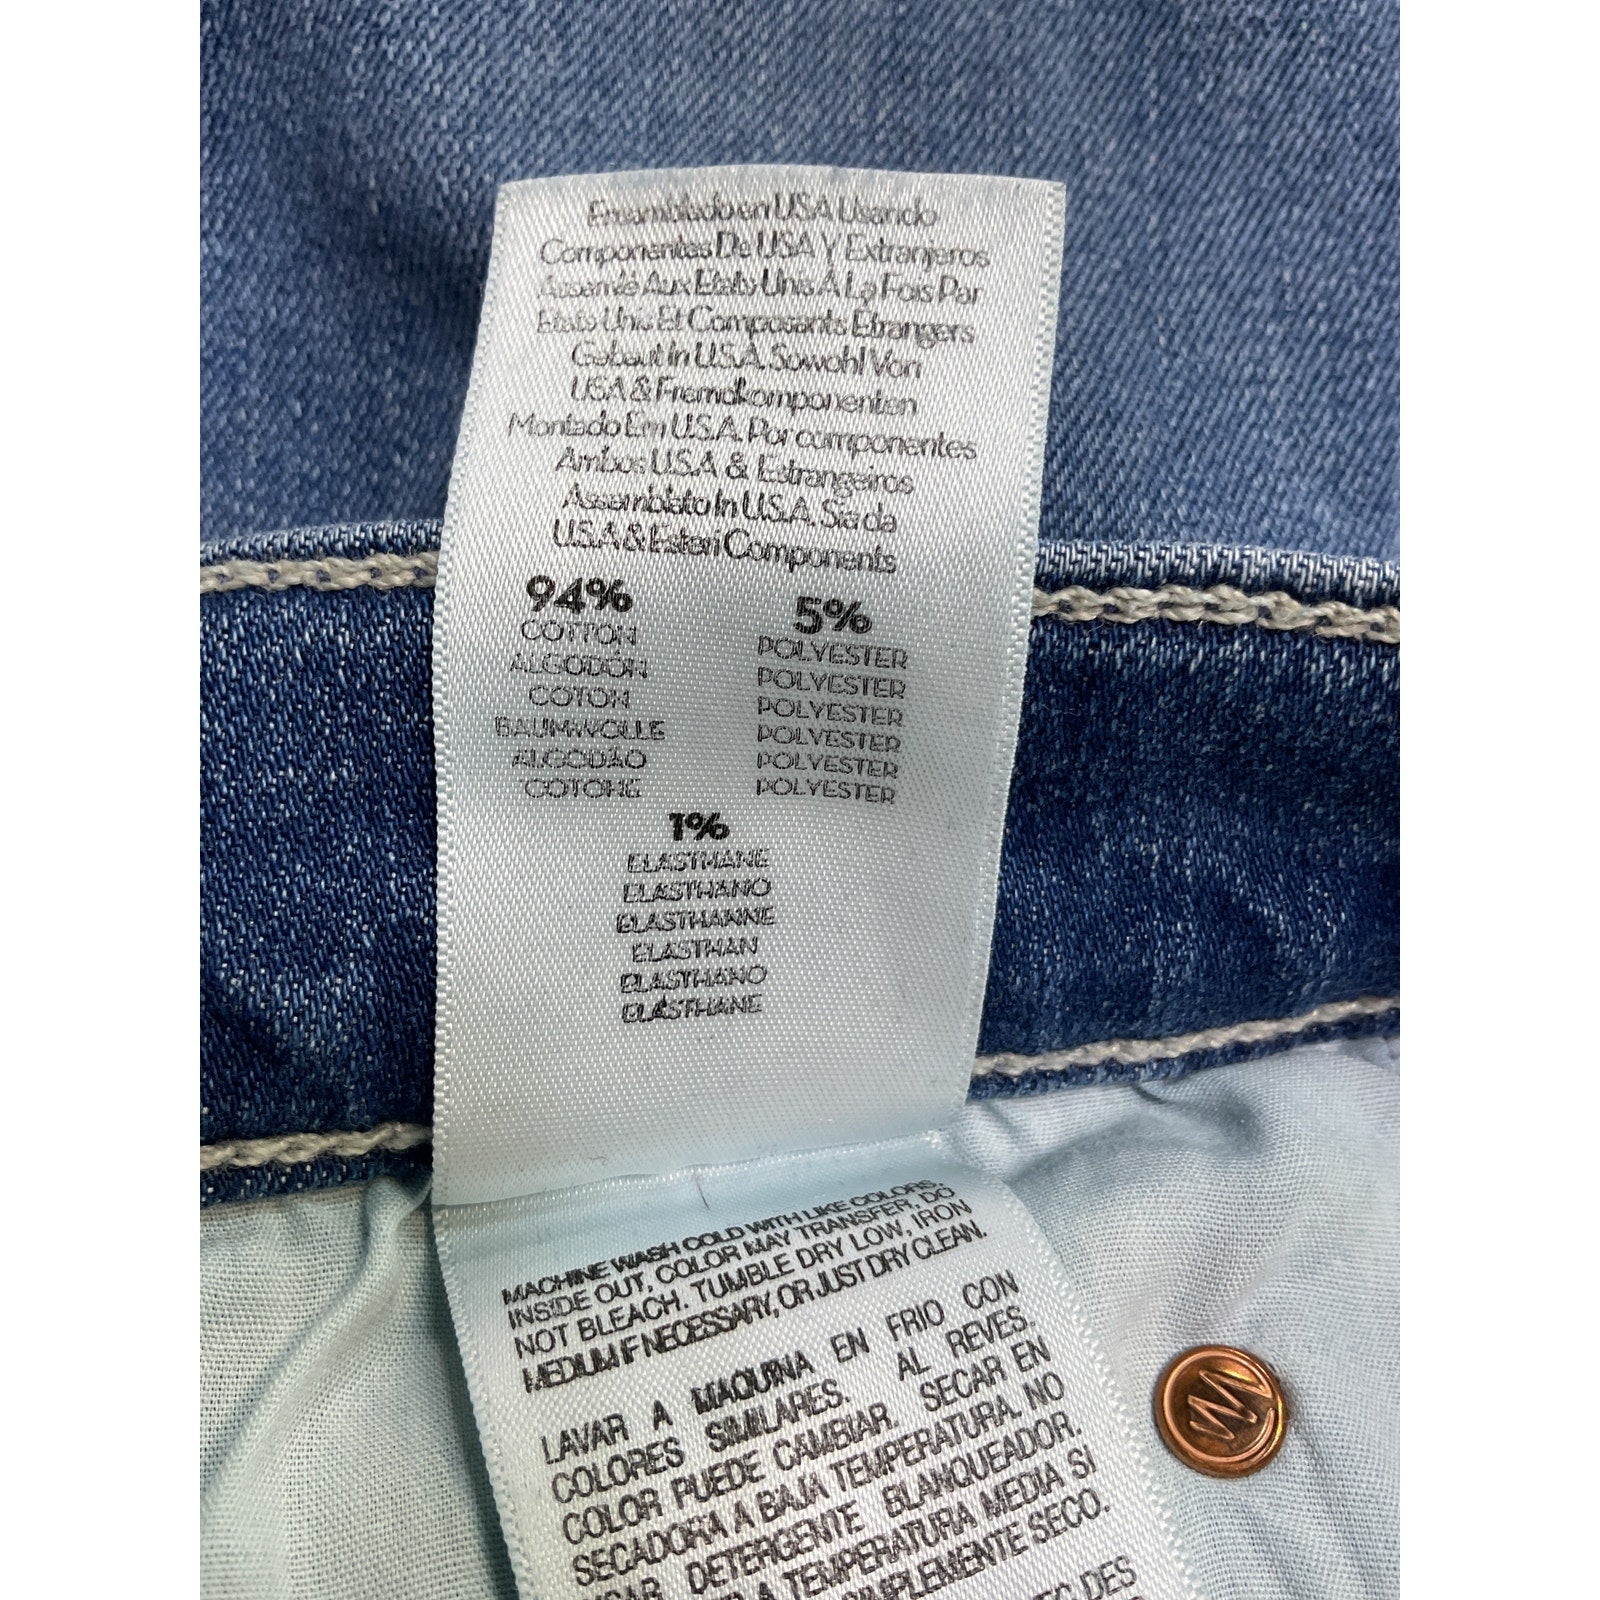 Ensamblado en USA Usando
Componentes De USA Y Extranjeros
Assemvé Aux Etats-Unis À La Fois Par
Etats Unis Et Composants Etrangers
Gebaut In U.S.A. Sowohl Von
USA & Fremdkomponenten
Montado Em U.S.A. Por componentes
Ambos U.S.A & Estrangeiros
Assemblato In U.S.A. Sia da
U.S.A & Esteri Components
94%
COTTON
ALGODÓN
COTON
BAUMWOLLE
ALGODÃO
COTONE
5%
POLYESTER
POLYESTER
POLYESTER
POLYESTER
POLYESTER
POLYESTER
1%
ELASTHANE
ELASTHANO
ELASTHANNE
ELASTHAN
ELASTHANO
ELASTHANE
MACHINE WASH COLD WITH LIKE COLORS,
INSIDE OUT, COLOR MAY TRANSFER, DO
NOT BLEACH. TUMBLE DRY LOW, IRON
MEDIUM IF NECESSARY, OR JUST DRY CLEAN.
LAVAR A MAQUINA EN FRIO CON
COLORES SIMILARES. AL REVES.
COLOR PUEDE CAMBIAR. SECAR EN
SECADORA A BAJA TEMPERATURA. NO
DETERGENTE BLANQUEADOR.
A TEMPERATURA MEDIA SI
SIMPLEMENTE SECO.
DES